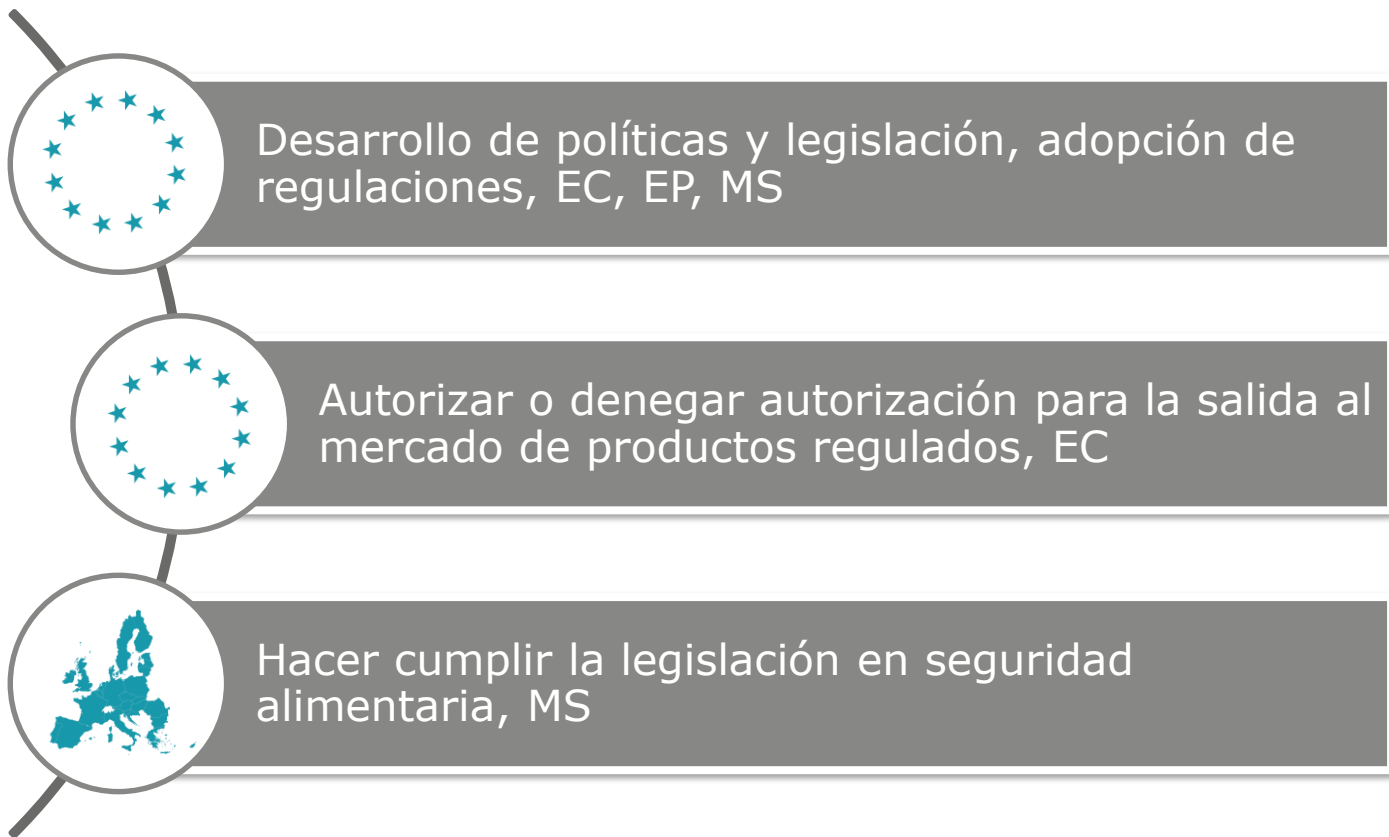 Desarrollo de políticas y legislación, adopción de
regulaciones, EC, EP, MS
Autorizar o denegar autorización para la salida al
mercado de productos regulados, EC
Hacer cumplir la legislación en seguridad
alimentaria, MS